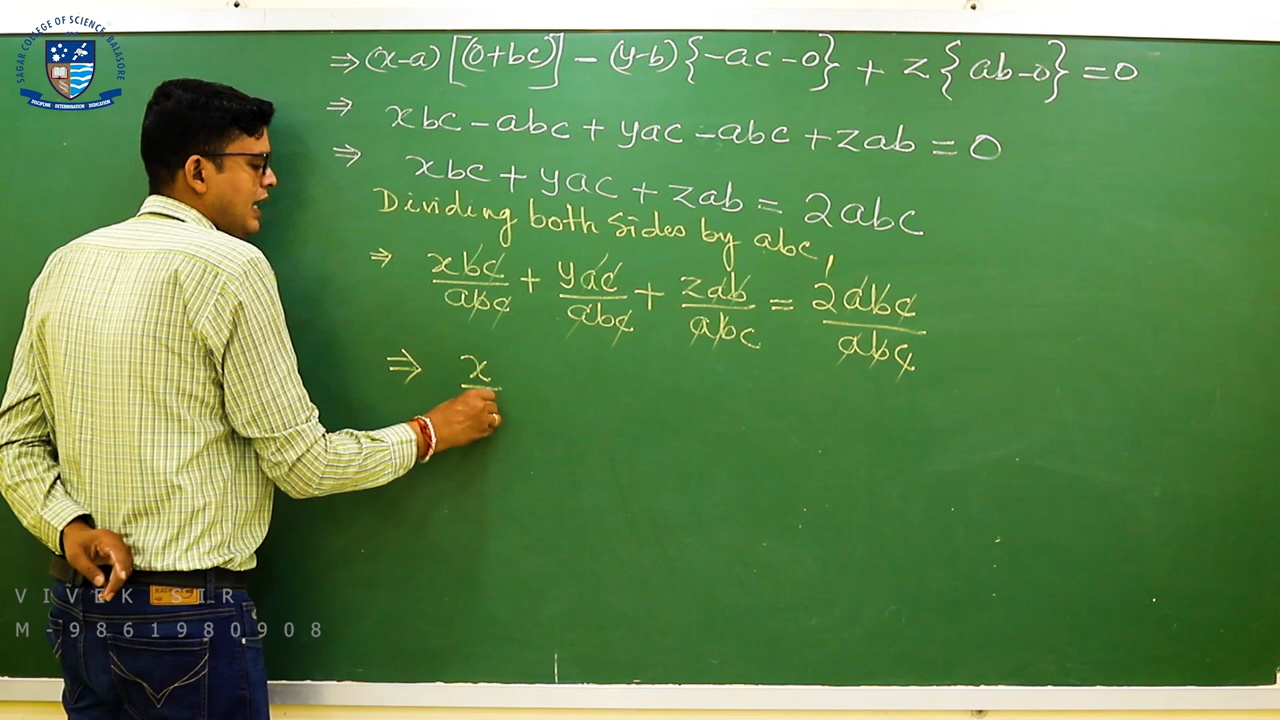 SAGAR COLLEGE OF SCIENCE, BALASORE
DISCIPLINE · DETERMINATION · DEDICATION
⇒ (x-a) [(0+bc)] - (y-b) {-ac-0} + z {ab-0} = 0
⇒ xbc - abc + yac - abc + zab = 0
⇒ xbc + yac + zab = 2abc
Dividing both sides by abc,
⇒ xbc/abc + yac/abc + zab/abc = 2abc/abc
⇒ x
VIVEK SIR
M-9861980908